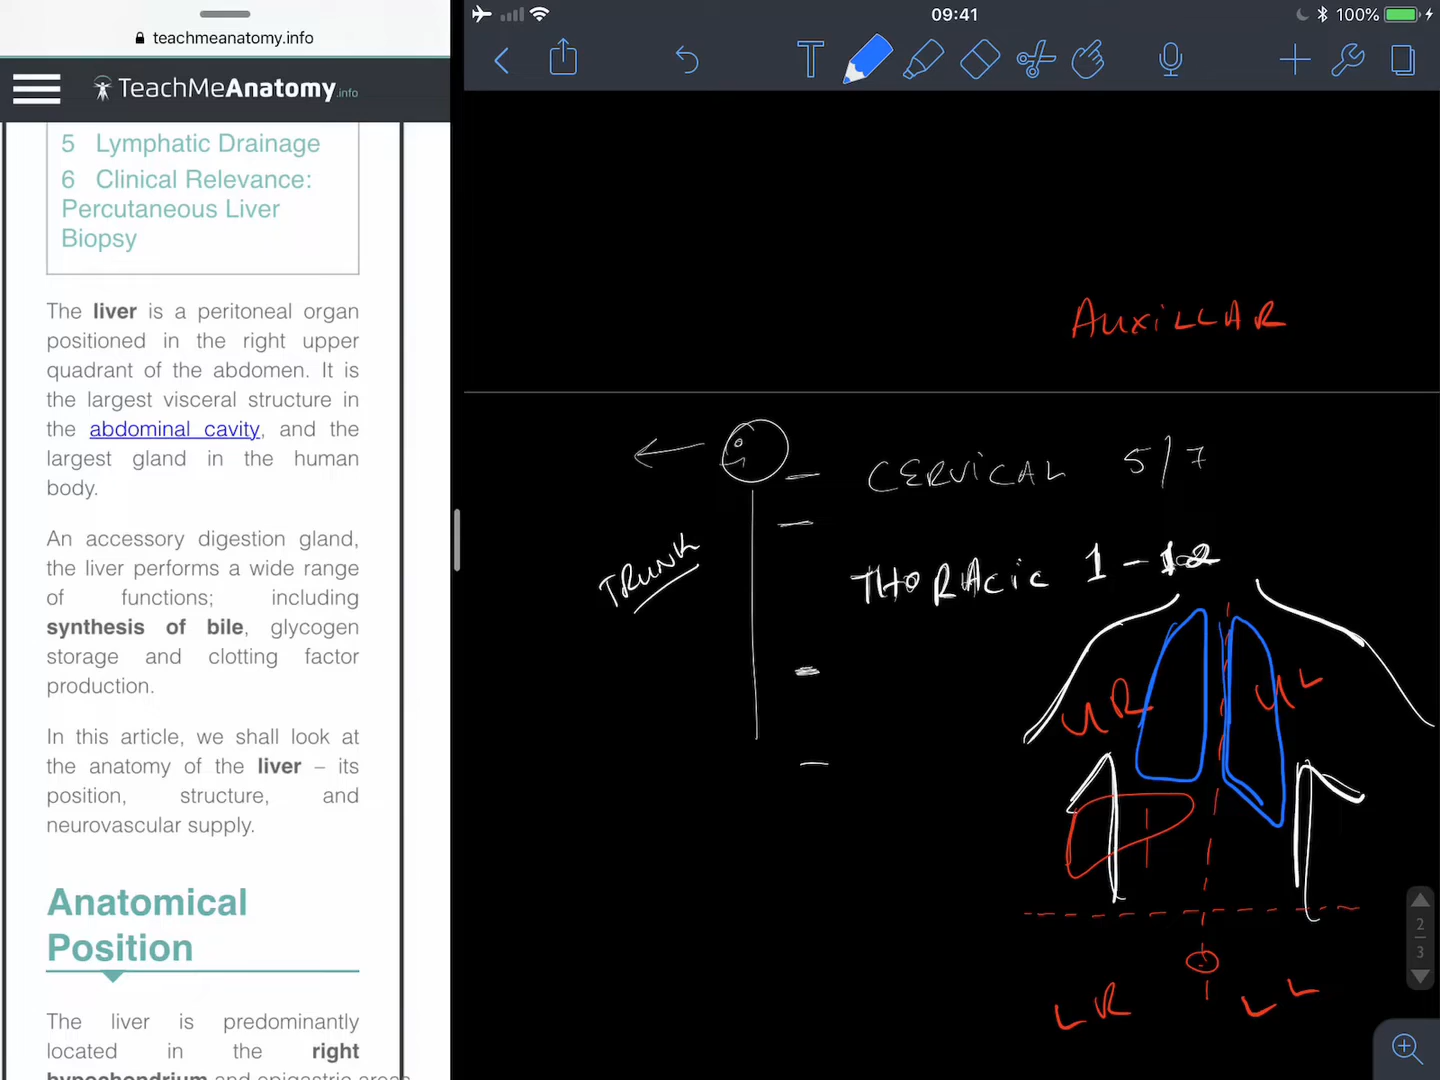 teachmeanatomy.info
TeachMeAnatomy.info
5 Lymphatic Drainage
6 Clinical Relevance:
Percutaneous Liver
Biopsy
The liver is a peritoneal organ
positioned in the right upper
quadrant of the abdomen. It is
the largest visceral structure in
the abdominal cavity, and the
largest gland in the human
body.
An accessory digestion gland,
the liver performs a wide range
of functions; including
synthesis of bile, glycogen
storage and clotting factor
production.
In this article, we shall look at
the anatomy of the liver – its
position, structure, and
neurovascular supply.
Anatomical
Position
The liver is predominantly
located in the right
hypochondrium and epigastric areas
09:41
100%
T
AUXILLAR
CERVICAL 5/7
TRUNK
THORACIC 1-12
UR UL
LR LL
2
3